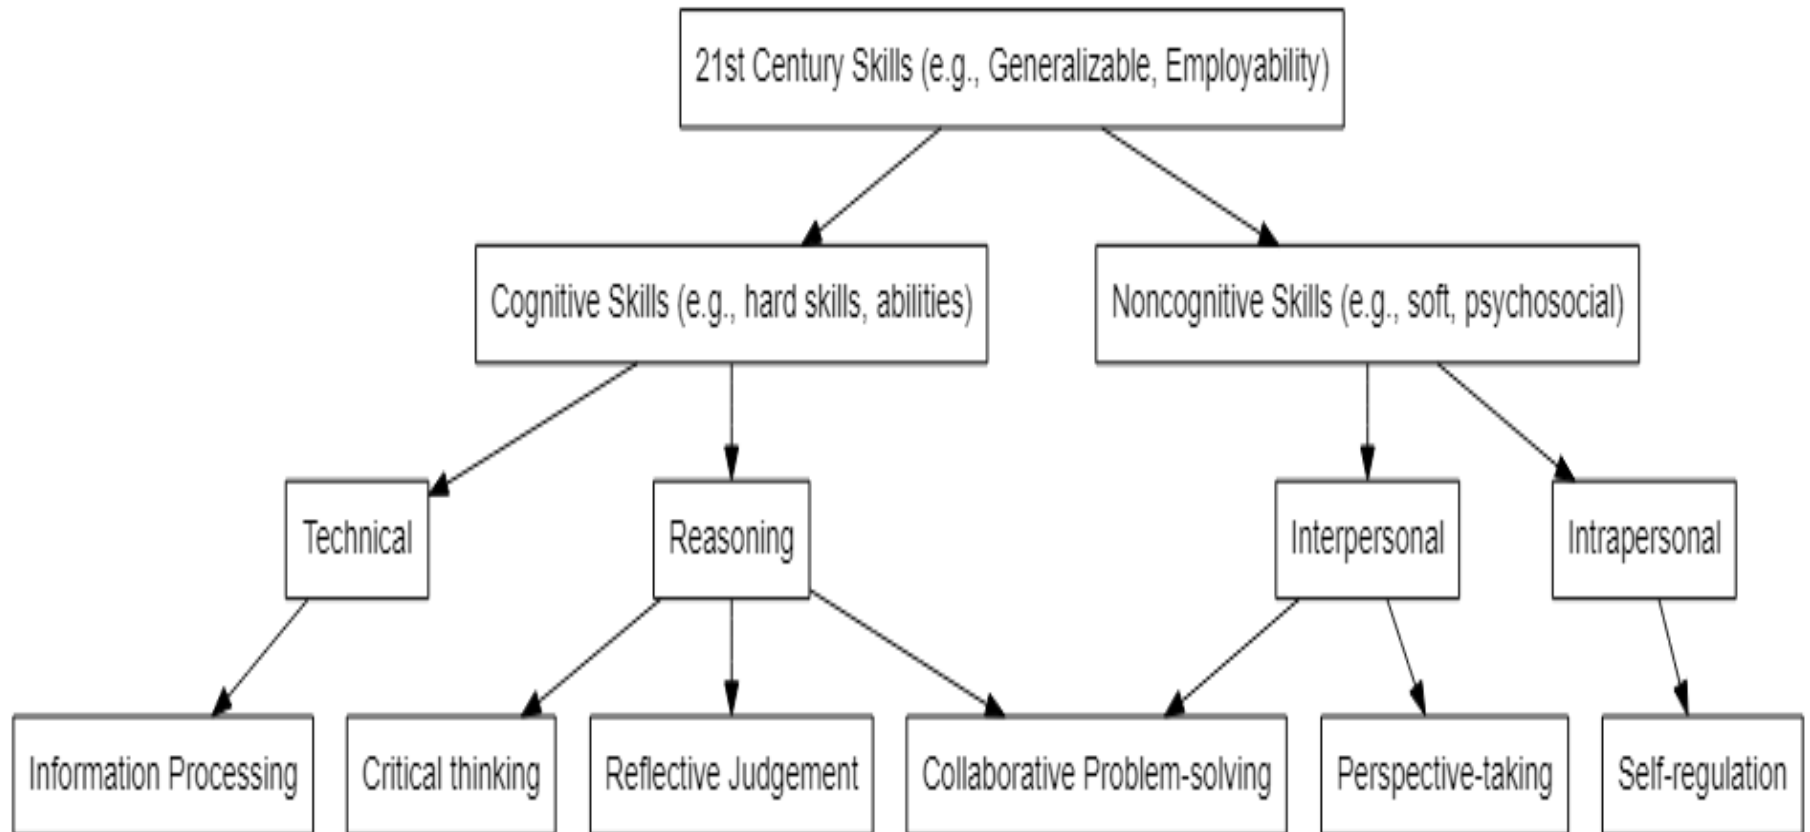 21st Century Skills (e.g., Generalizable, Employability)
Cognitive Skills (e.g., hard skills, abilities)
Noncognitive Skills (e.g., soft, psychosocial)
Technical
Reasoning
Interpersonal
Intrapersonal
Information Processing
Critical thinking
Reflective Judgement
Collaborative Problem-solving
Perspective-taking
Self-regulation